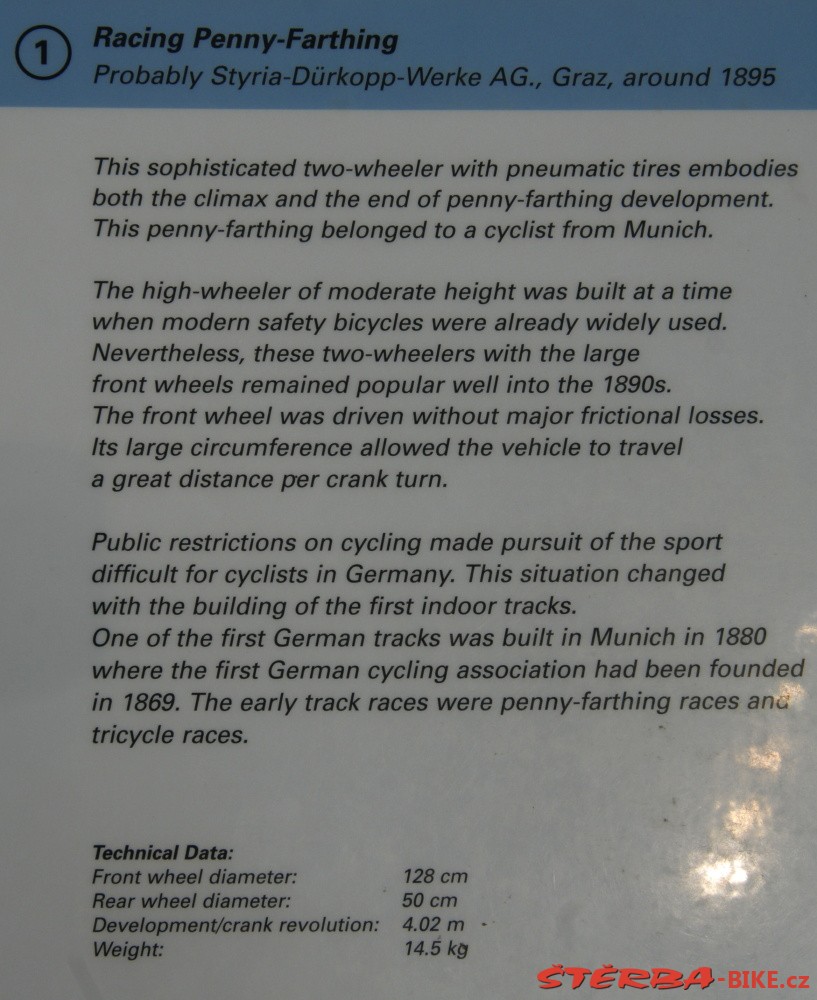 1
Racing Penny-Farthing
Probably Styria-Dürkopp-Werke AG., Graz, around 1895
This sophisticated two-wheeler with pneumatic tires embodies
both the climax and the end of penny-farthing development.
This penny-farthing belonged to a cyclist from Munich.
The high-wheeler of moderate height was built at a time
when modern safety bicycles were already widely used.
Nevertheless, these two-wheelers with the large
front wheels remained popular well into the 1890s.
The front wheel was driven without major frictional losses.
Its large circumference allowed the vehicle to travel
a great distance per crank turn.
Public restrictions on cycling made pursuit of the sport
difficult for cyclists in Germany. This situation changed
with the building of the first indoor tracks.
One of the first German tracks was built in Munich in 1880
where the first German cycling association had been founded
in 1869. The early track races were penny-farthing races and
tricycle races.
Technical Data:
Front wheel diameter: 128 cm
Rear wheel diameter: 50 cm
Development/crank revolution: 4.02 m
Weight: 14.5 kg
ŠTĚRBA-BIKE.cz